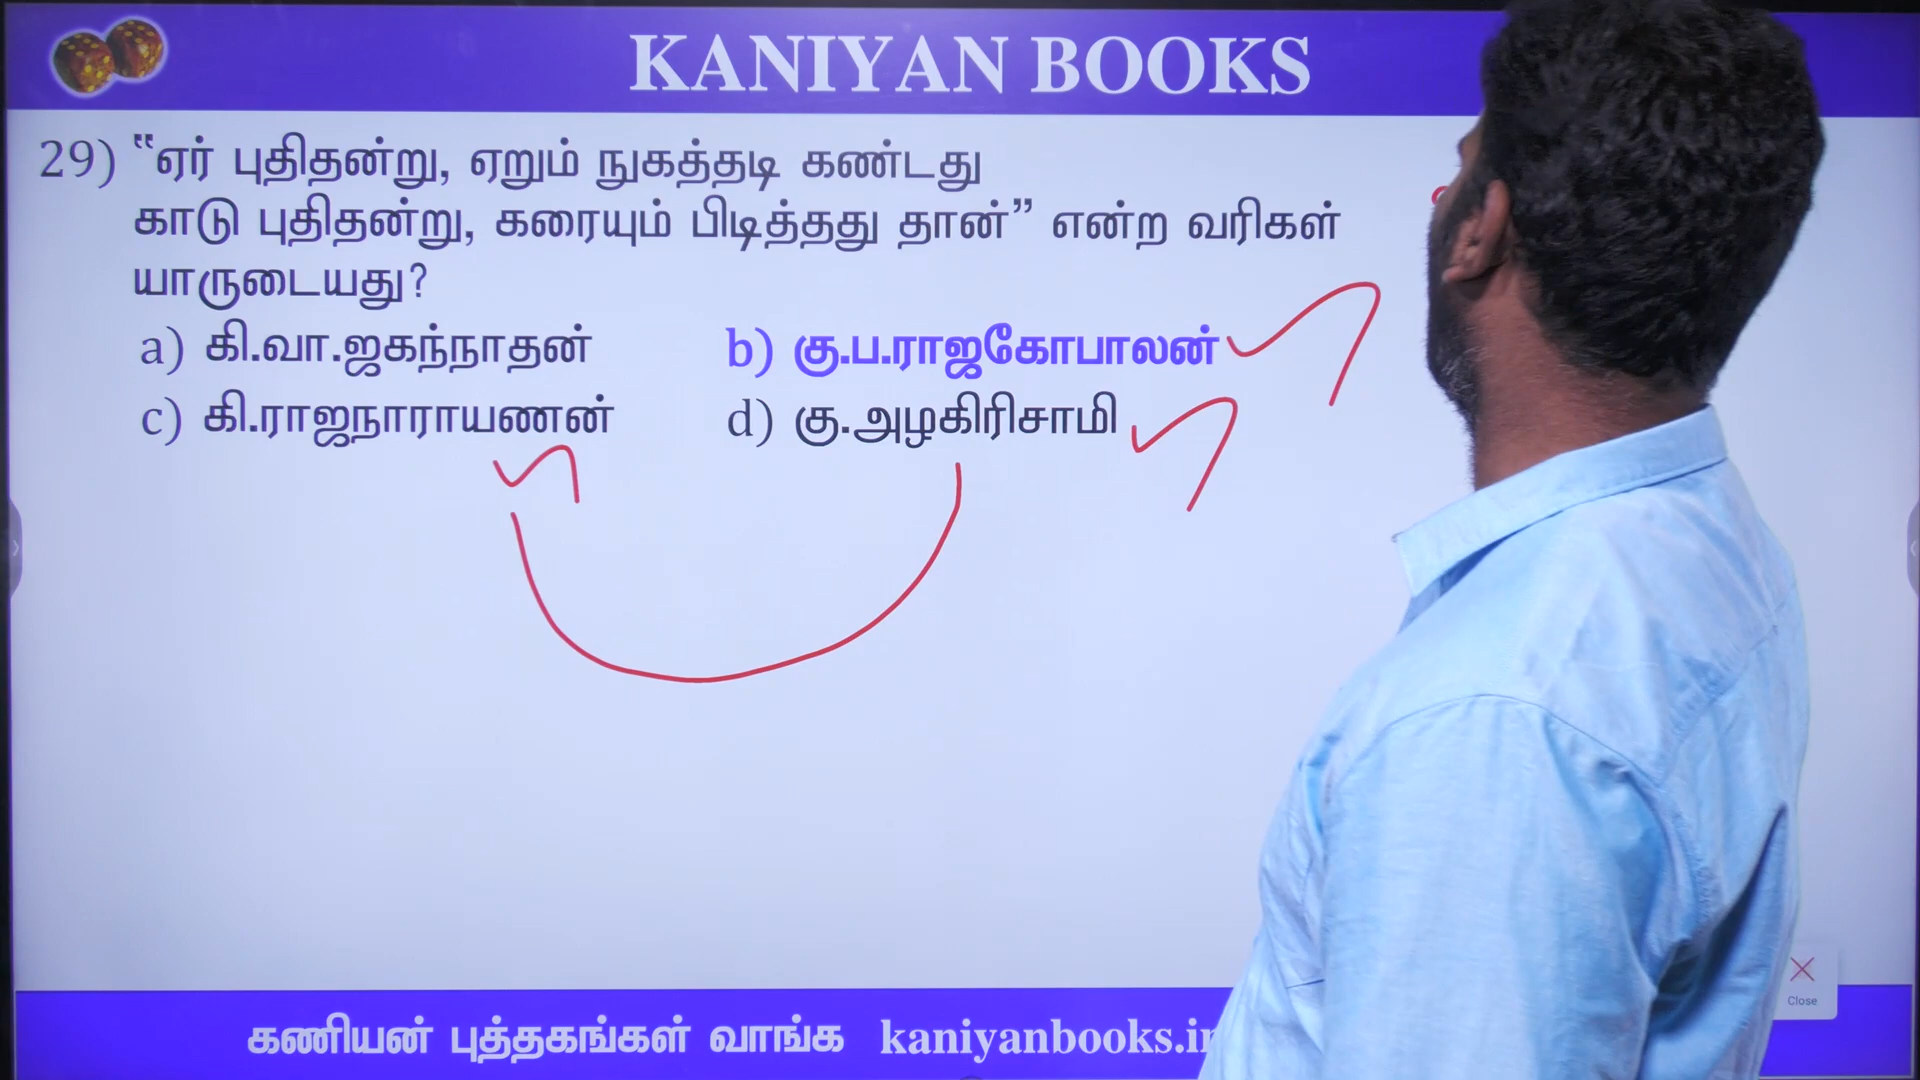 KANIYAN BOOKS
29) “ஏர் புதிதன்று, ஏறும் நுகத்தடி கண்டது
காடு புதிதன்று, கரையும் பிடித்தது தான்” என்ற வரிகள்
யாருடையது?
a) கி.வா.ஜகந்நாதன் b) கு.ப.ராஜகோபாலன்
c) கி.ராஜநாராயணன் d) கு.அழகிரிசாமி
Close
கணியன் புத்தகங்கள் வாங்க kaniyanbooks.in